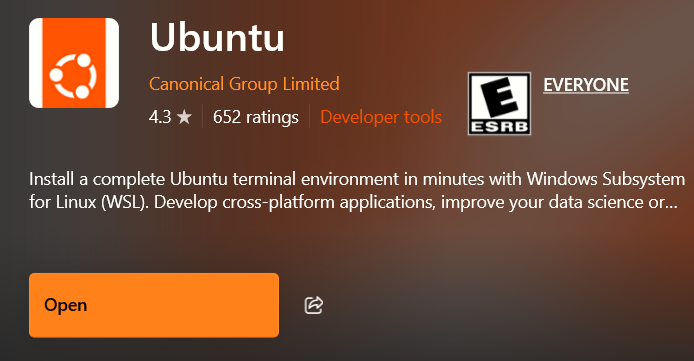 Ubuntu
Canonical Group Limited
4.3 ★ 652 ratings Developer tools
E
ESRB
EVERYONE
Install a complete Ubuntu terminal environment in minutes with Windows Subsystem
for Linux (WSL). Develop cross-platform applications, improve your data science or...
Open